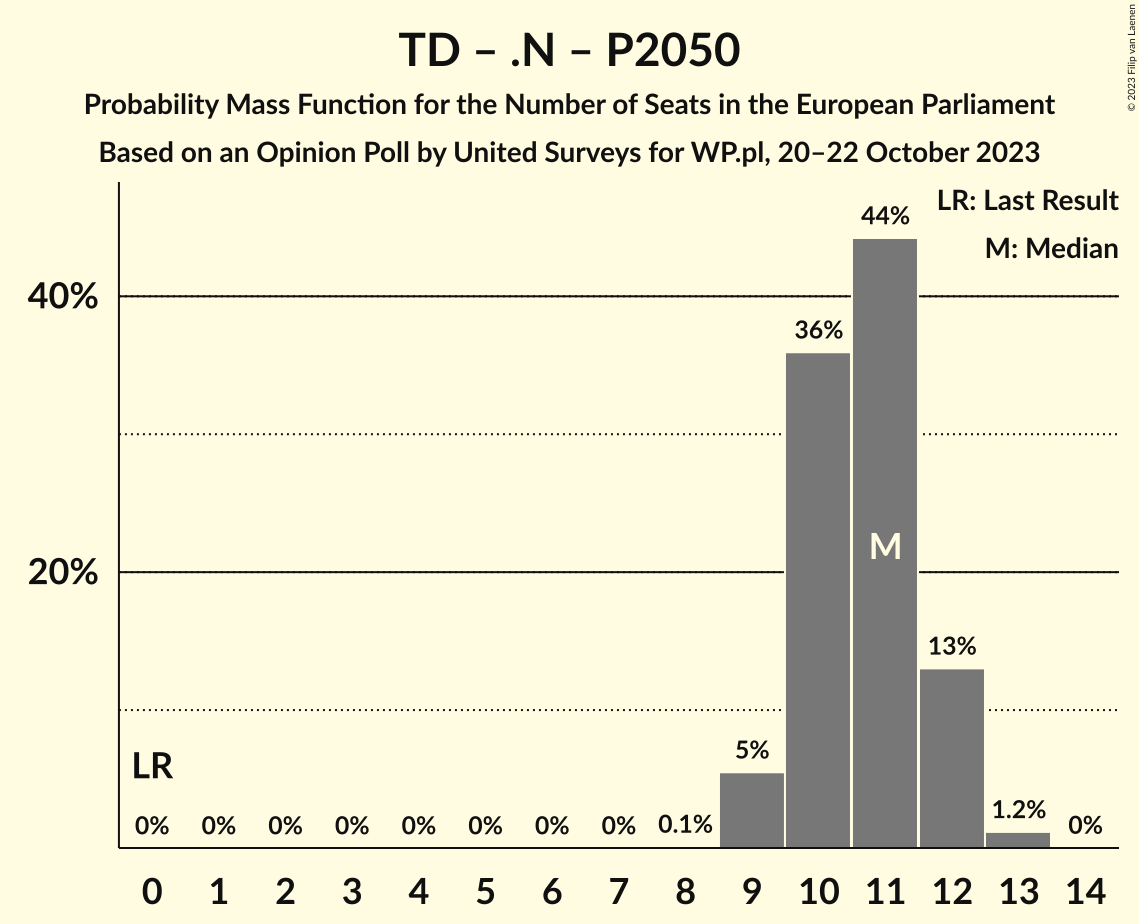 TD – .N – P2050
Probability Mass Function for the Number of Seats in the European Parliament
Based on an Opinion Poll by United Surveys for WP.pl, 20–22 October 2023
© 2023 Filip van Laenen
LR: Last Result
M: Median
40%
20%
44%
36%
M
13%
5%
LR
0% 0% 0% 0% 0% 0% 0% 0% 0.1% 1.2% 0%
0 1 2 3 4 5 6 7 8 9 10 11 12 13 14